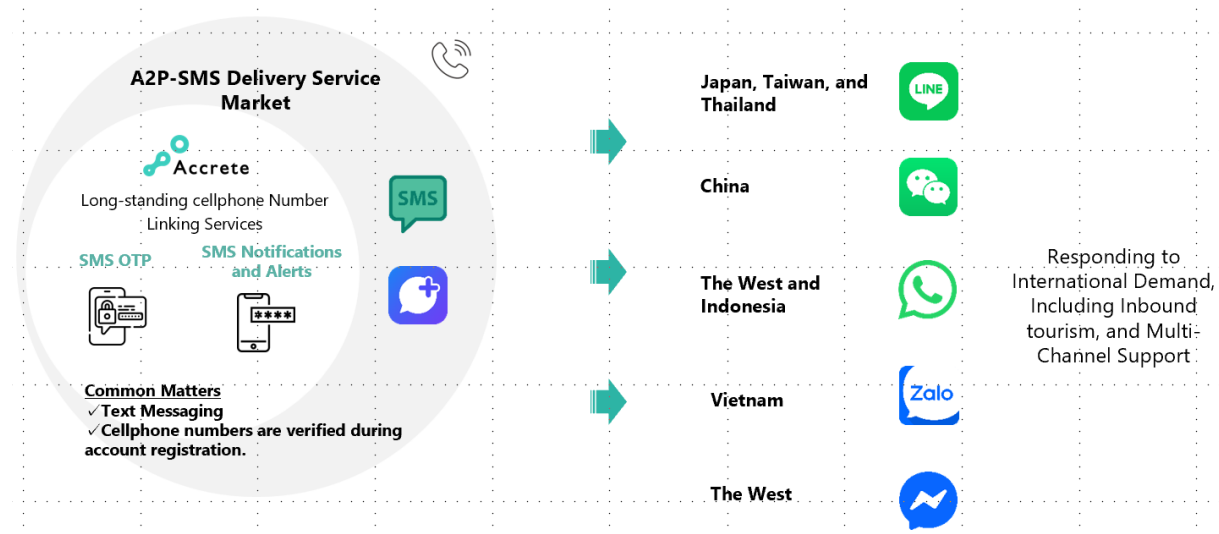 A2P-SMS Delivery Service
Market
Accrete
Long-standing cellphone Number
Linking Services
SMS OTP
SMS Notifications
and Alerts
****
SMS
Common Matters
✓Text Messaging
✓Cellphone numbers are verified during
account registration.
Japan, Taiwan, and
Thailand
LINE
China
The West and
Indonesia
Vietnam
Zalo
The West
Responding to
International Demand,
Including Inbound
tourism, and Multi-
Channel Support